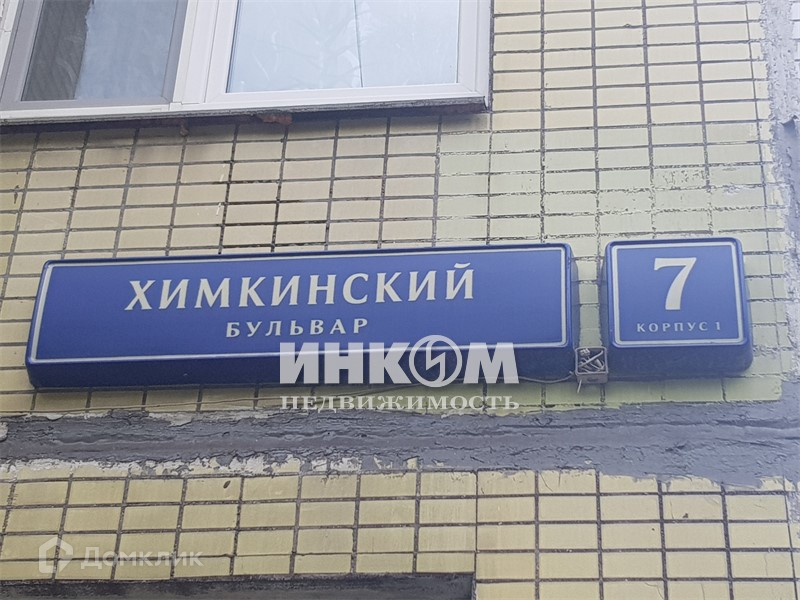 ХИМКИНСКИЙ
БУЛЬВАР
7
КОРПУС 1
ИНКОМ
НЕДВИЖИМОСТЬ
Домклик